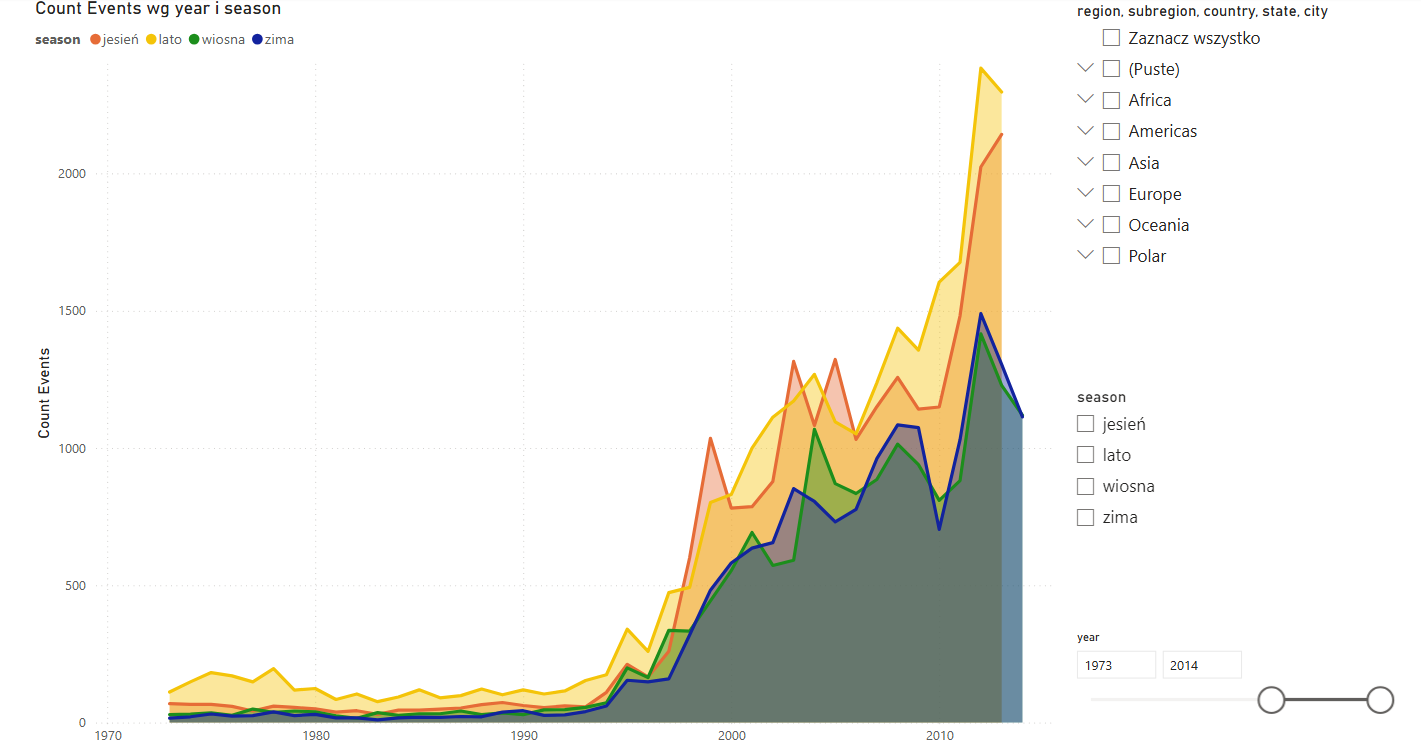 Count Events wg year i season
season jesień lato wiosna zima
Count Events
2000
1500
1000
500
0
1970 1980 1990 2000 2010
region, subregion, country, state, city
Zaznacz wszystko
(Puste)
Africa
Americas
Asia
Europe
Oceania
Polar
season
jesień
lato
wiosna
zima
year
1973 2014